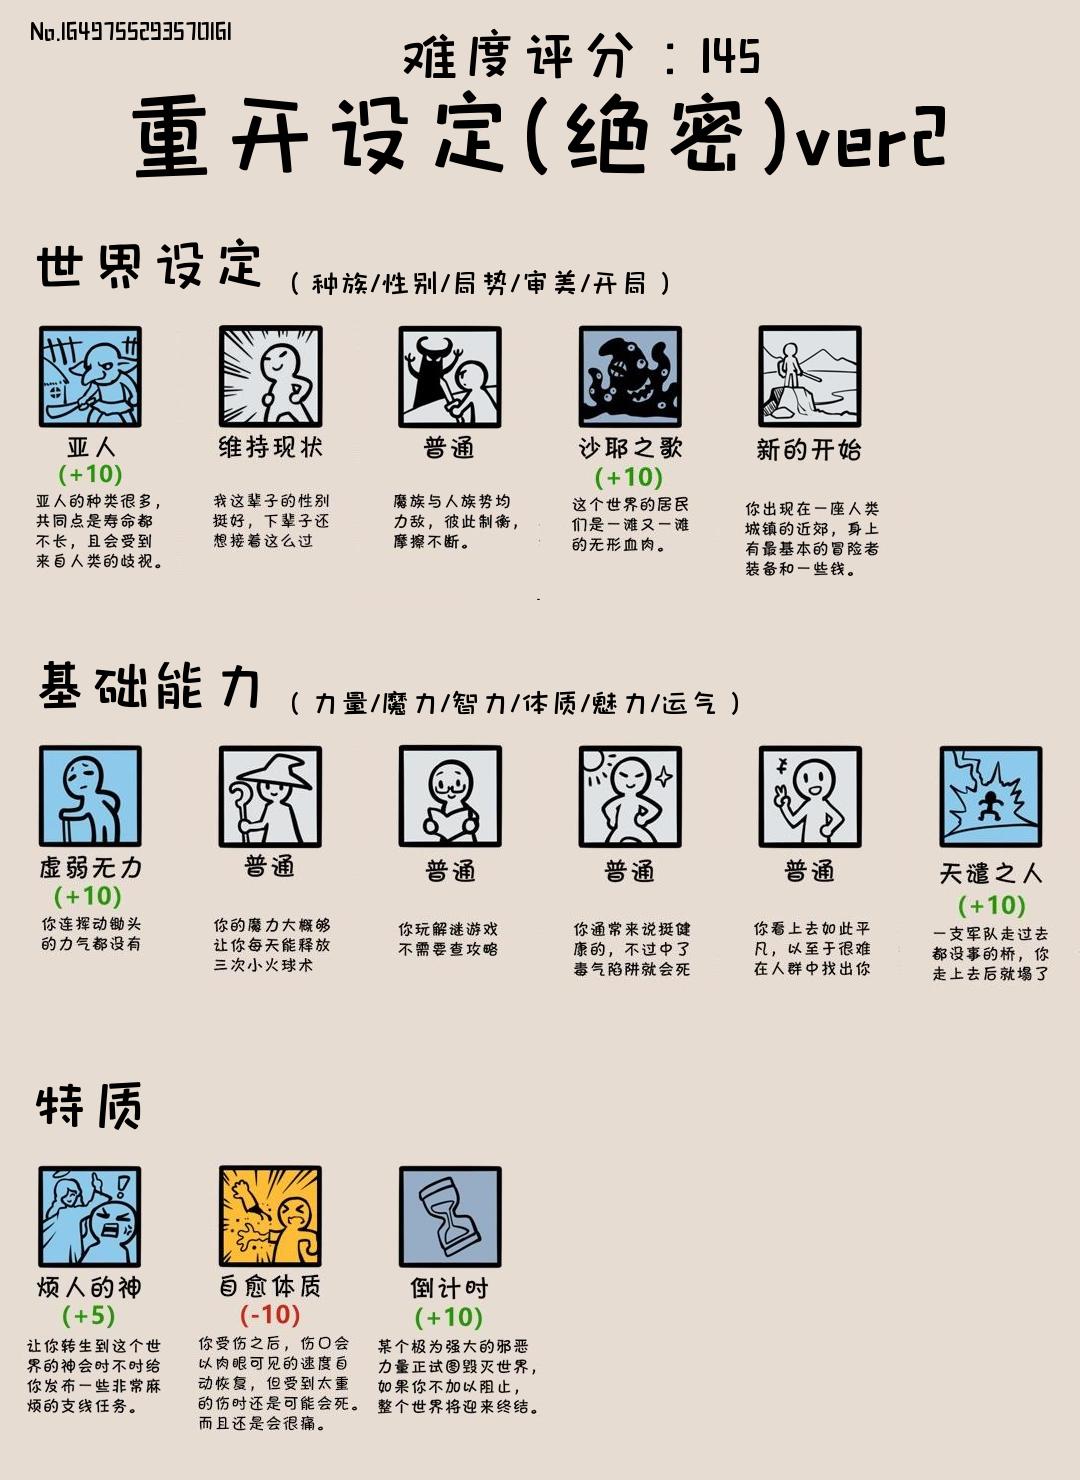 No.1649755293570161
难度评分：145
重开设定(绝密)ver2
世界设定 ( 种族/性别/局势/审美/开局 )
亚人
(+10)
亚人的种类很多，
共同点是寿命都
不长，且会受到
来自人类的歧视。
维持现状
我这辈子的性别
挺好，下辈子还
想接着这么过
普通
魔族与人族势均
力敌，彼此制衡，
摩擦不断。
沙耶之歌
(+10)
这个世界的居民
们是一滩又一滩
的无形血肉。
新的开始
你出现在一座人类
城镇的近郊，身上
有最基本的冒险者
装备和一些钱。
基础能力 ( 力量/魔力/智力/体质/魅力/运气 )
虚弱无力
(+10)
你连挥动锄头
的力气都没有
普通
你的魔力大概够
让你每天能释放
三次小火球术
普通
你玩解谜游戏
不需要查攻略
普通
你通常来说挺健
康的，不过中了
毒气陷阱就会死
普通
你看上去如此平
凡，以至于很难
在人群中找出你
天谴之人
(+10)
一支军队走过去
都没事的桥，你
走上去后就塌了
特质
烦人的神
(+5)
让你转生到这个世
界的神会时不时给
你发布一些非常麻
烦的支线任务。
自愈体质
(-10)
你受伤之后，伤口会
以肉眼可见的速度自
动恢复，但受到太重
的伤时还是可能会死。
而且还是会很痛。
倒计时
(+10)
某个极为强大的邪恶
力量正试图毁灭世界，
如果你不加以阻止，
整个世界将迎来终结。